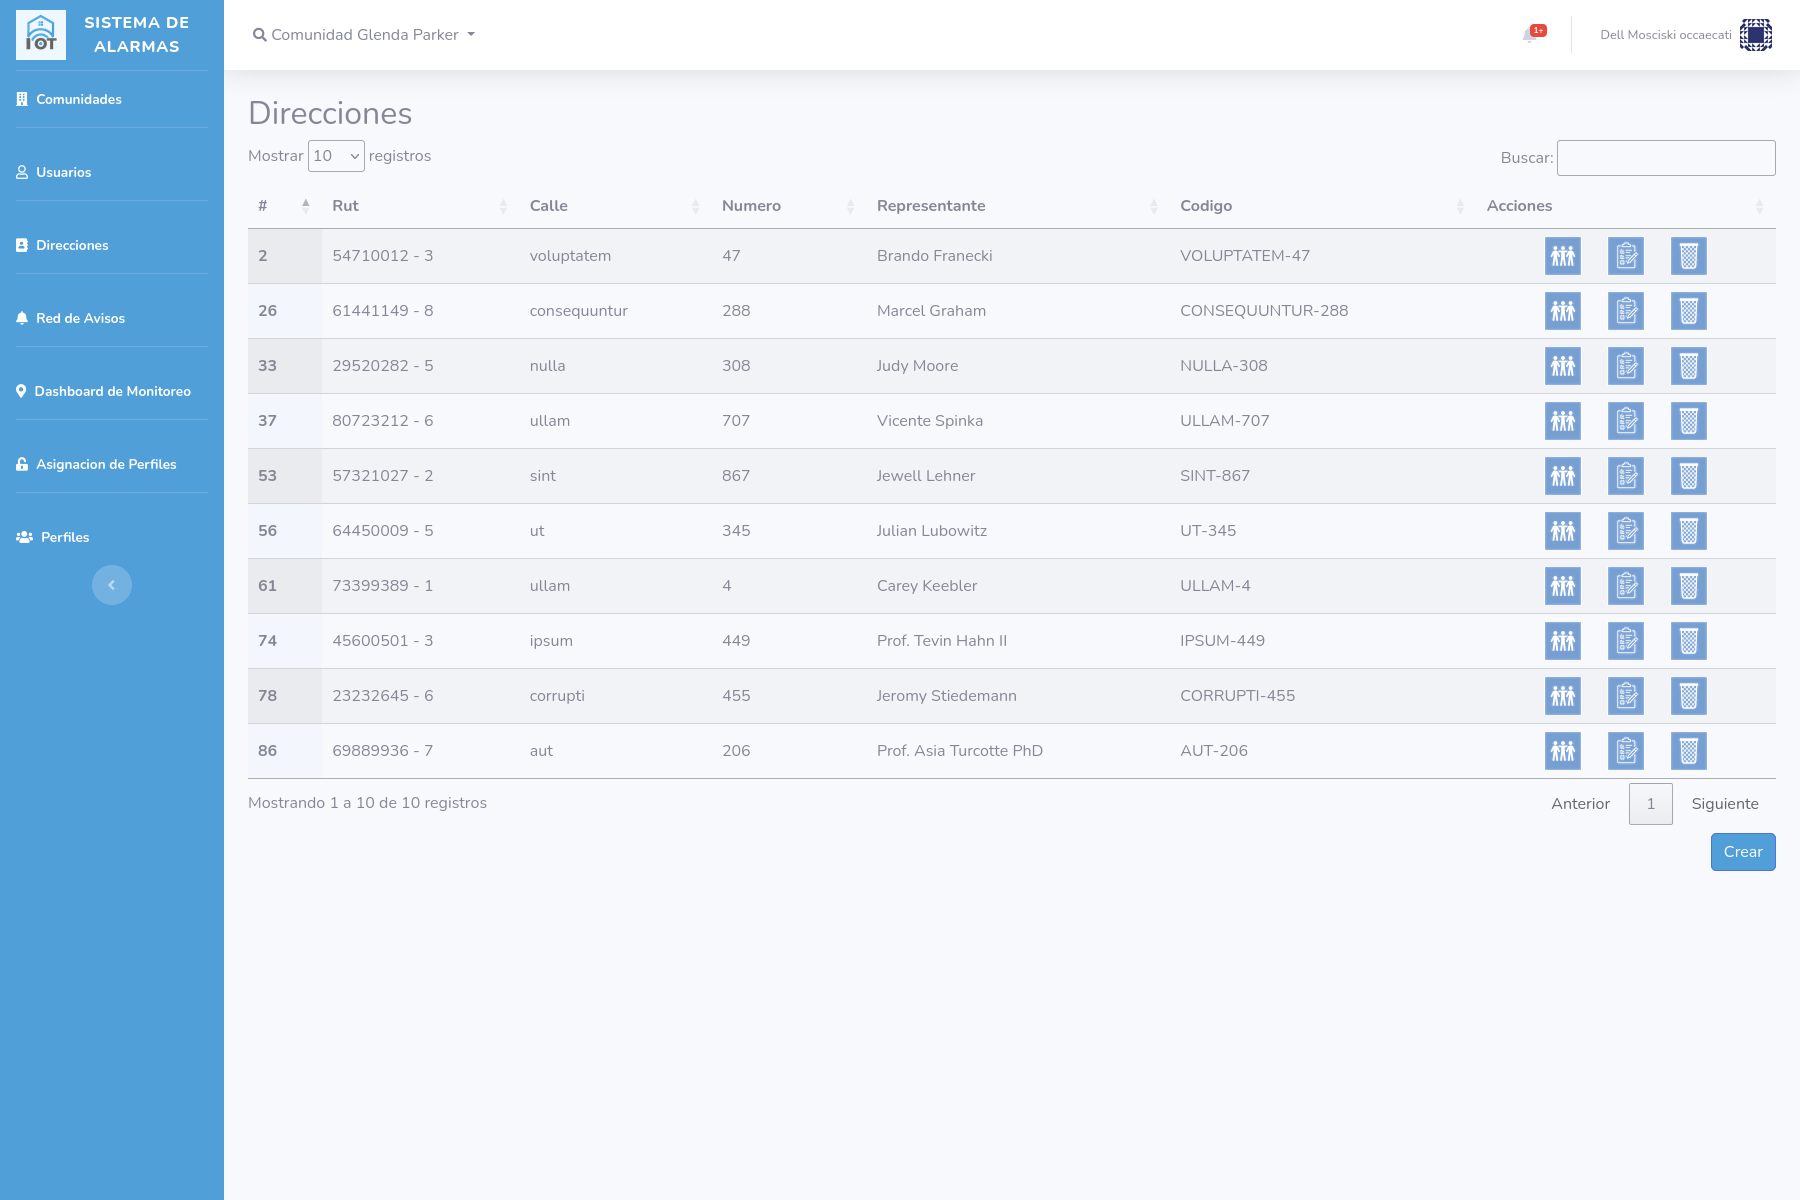 IOT
SISTEMA DE
ALARMAS
Comunidades
Usuarios
Direcciones
Red de Avisos
Dashboard de Monitoreo
Asignacion de Perfiles
Perfiles
Comunidad Glenda Parker
1+
Dell Mosciski occaecati
Direcciones
Mostrar 10 registros
Buscar:
# Rut Calle Numero Representante Codigo Acciones
2 54710012 - 3 voluptatem 47 Brando Franecki VOLUPTATEM-47
26 61441149 - 8 consequuntur 288 Marcel Graham CONSEQUUNTUR-288
33 29520282 - 5 nulla 308 Judy Moore NULLA-308
37 80723212 - 6 ullam 707 Vicente Spinka ULLAM-707
53 57321027 - 2 sint 867 Jewell Lehner SINT-867
56 64450009 - 5 ut 345 Julian Lubowitz UT-345
61 73399389 - 1 ullam 4 Carey Keebler ULLAM-4
74 45600501 - 3 ipsum 449 Prof. Tevin Hahn II IPSUM-449
78 23232645 - 6 corrupti 455 Jeromy Stiedemann CORRUPTI-455
86 69889936 - 7 aut 206 Prof. Asia Turcotte PhD AUT-206
Mostrando 1 a 10 de 10 registros
Anterior 1 Siguiente
Crear